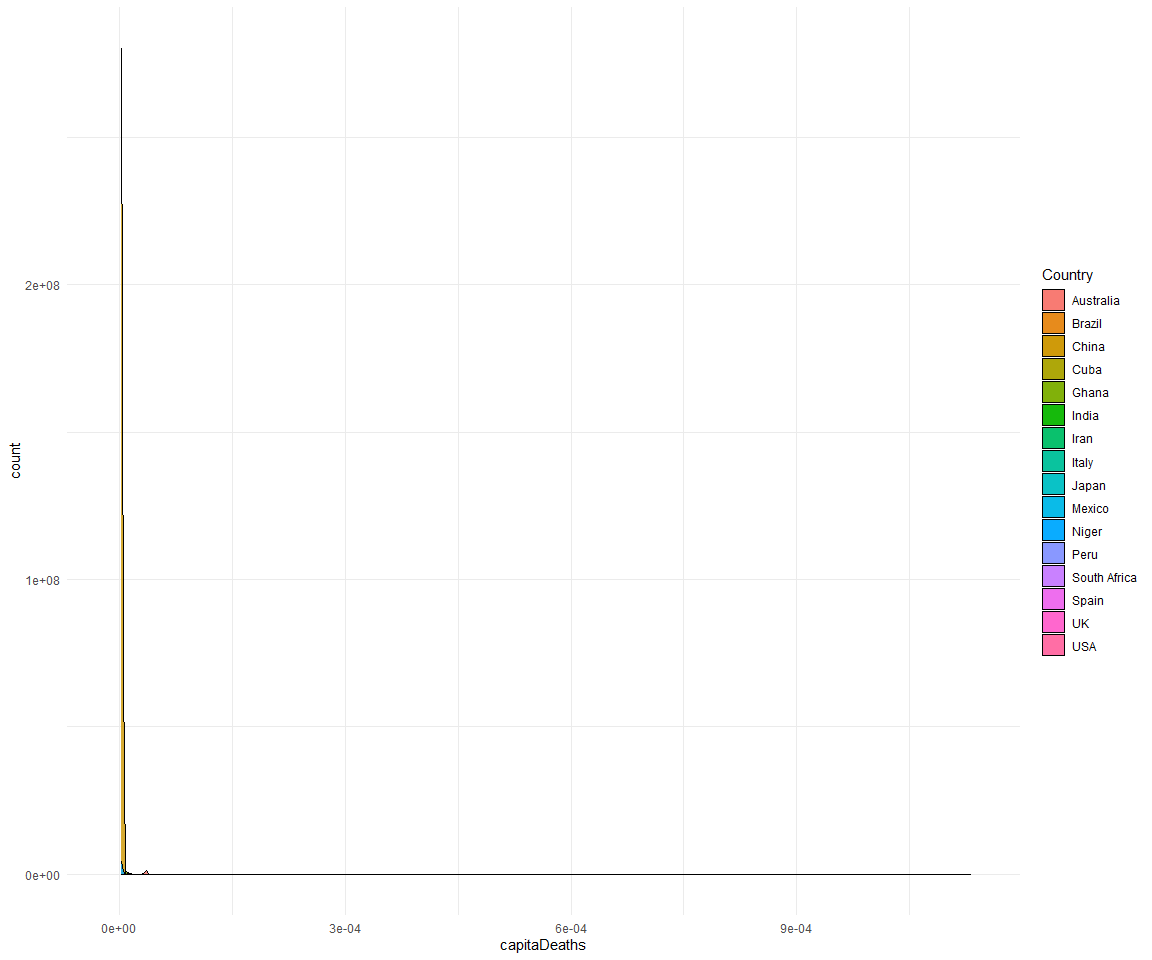 count
2e+08
1e+08
0e+00
0e+00
3e-04
6e-04
9e-04
capitaDeaths
Country
Australia
Brazil
China
Cuba
Ghana
India
Iran
Italy
Japan
Mexico
Niger
Peru
South Africa
Spain
UK
USA